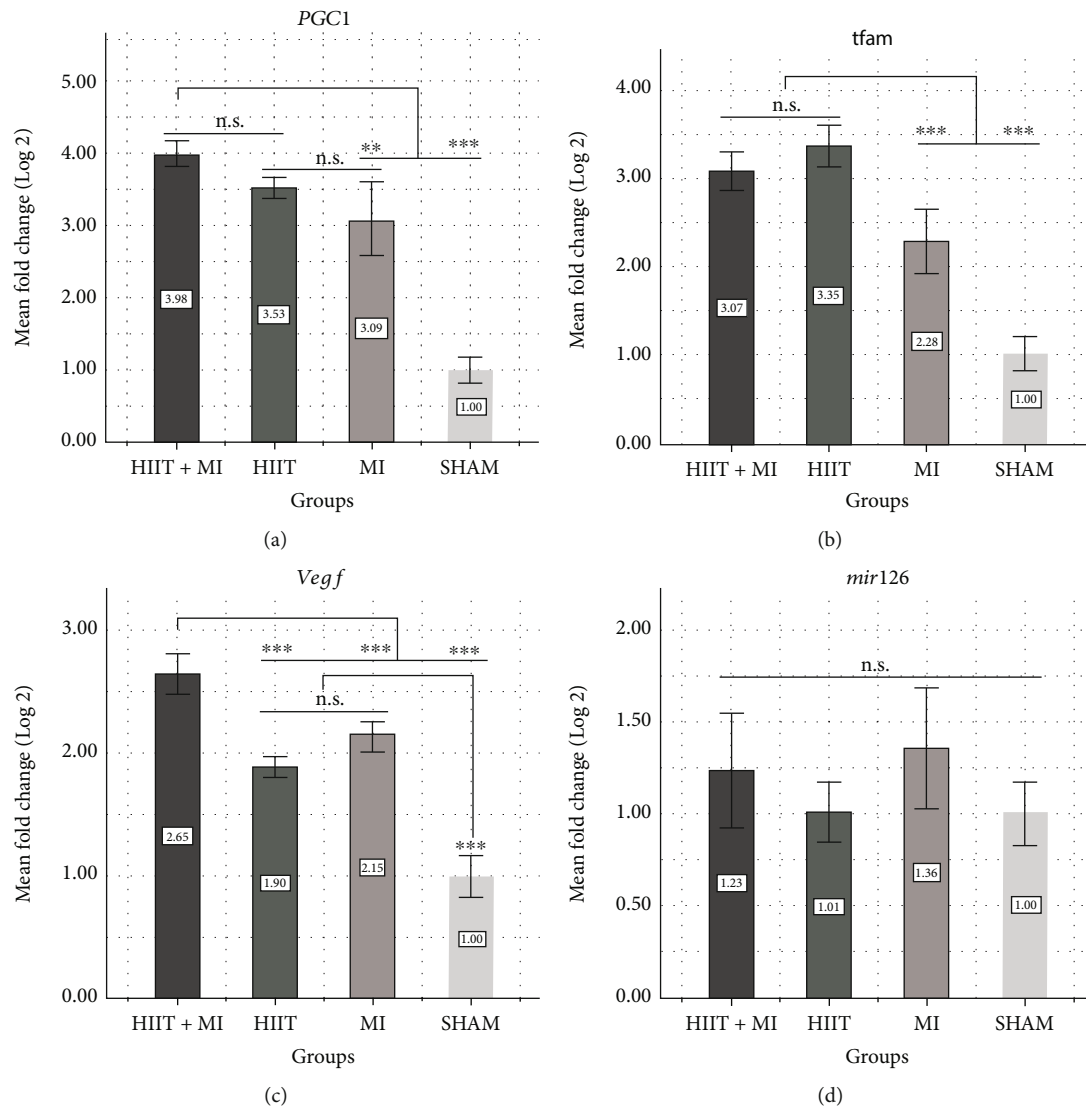 PGC1
Mean fold change (Log 2)
5.00
4.00
3.00
2.00
1.00
0.00
n.s.
n.s.
**
***
3.98
3.53
3.09
1.00
HIIT + MI
HIIT
MI
SHAM
Groups
(a)
tfam
Mean fold change (Log 2)
4.00
3.00
2.00
1.00
0.00
n.s.
***
***
3.07
3.35
2.28
1.00
HIIT + MI
HIIT
MI
SHAM
Groups
(b)
Vegf
Mean fold change (Log 2)
3.00
2.00
1.00
0.00
***
***
***
n.s.
***
2.65
1.90
2.15
1.00
HIIT + MI
HIIT
MI
SHAM
Groups
(c)
mir126
Mean fold change (Log 2)
2.00
1.50
1.00
0.50
0.00
n.s.
1.23
1.01
1.36
1.00
HIIT + MI
HIIT
MI
SHAM
Groups
(d)